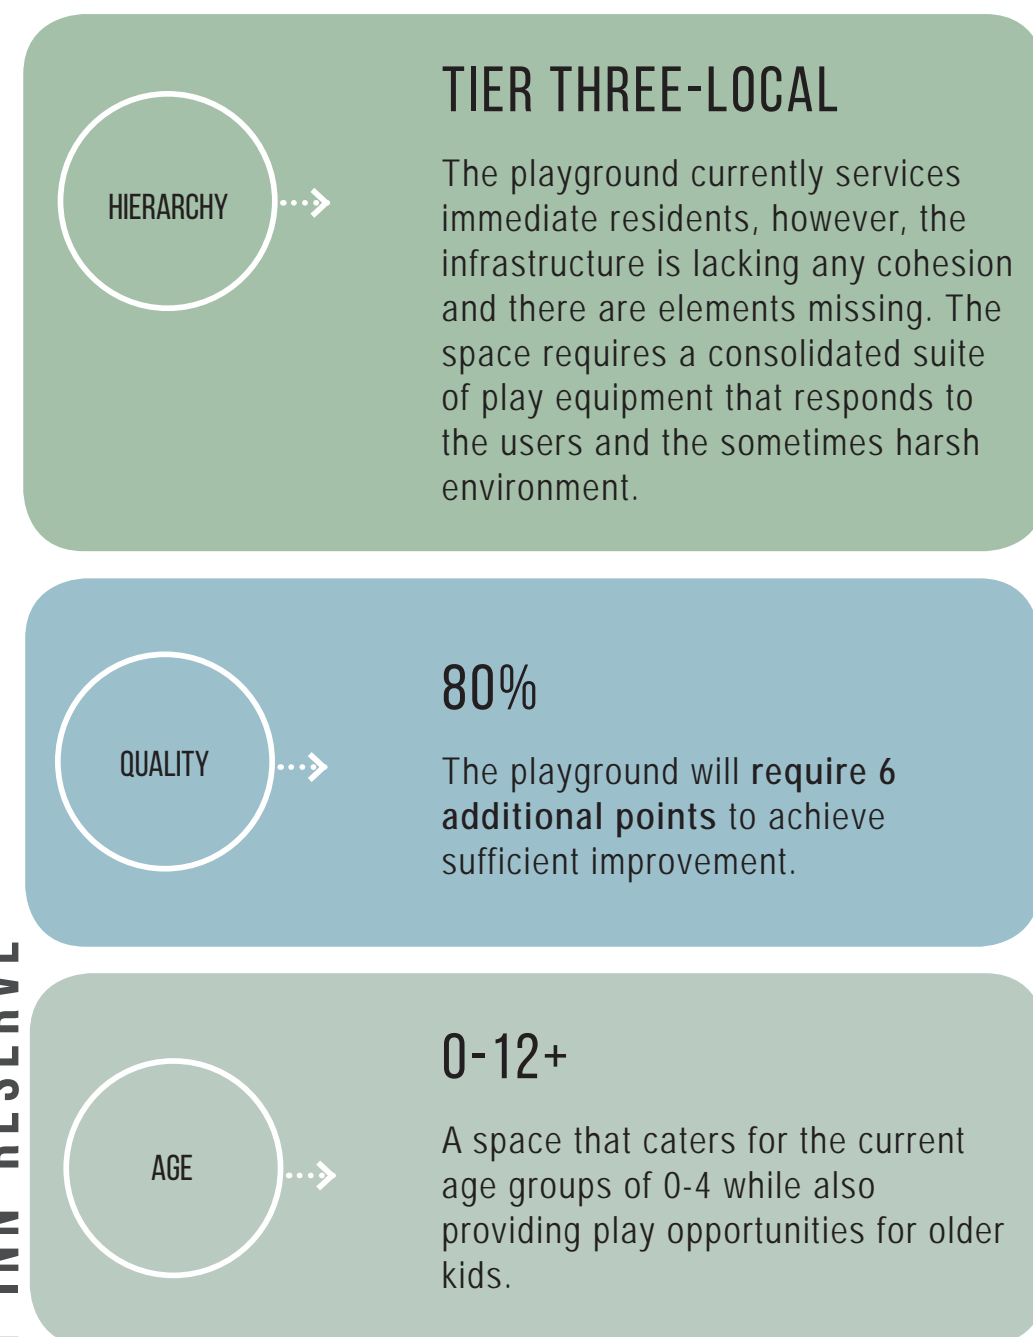 HIERARCHY
TIER THREE-LOCAL
The playground currently services
immediate residents, however, the
infrastructure is lacking any cohesion
and there are elements missing. The
space requires a consolidated suite
of play equipment that responds to
the users and the sometimes harsh
environment.
QUALITY
80%
The playground will require 6
additional points to achieve
sufficient improvement.
AGE
0-12+
A space that caters for the current
age groups of 0-4 while also
providing play opportunities for older
kids.
INN RESERVE